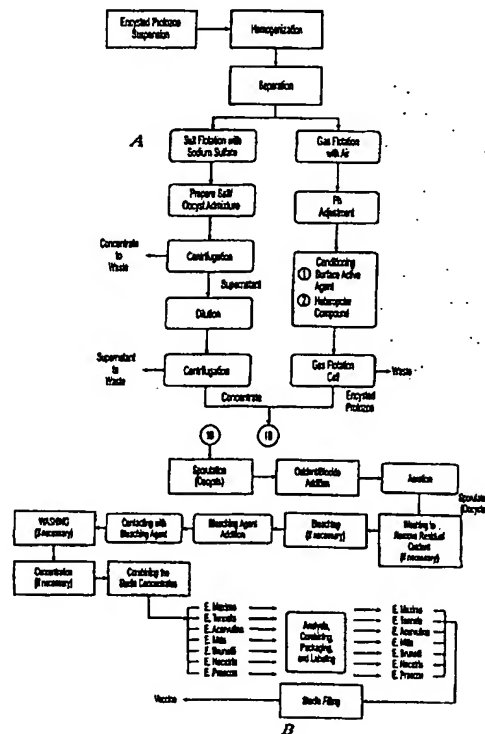 Encysted Protozoa
Suspension
Homogenization
Separation
A
Salt Flotation with
Sodium Sulfate
Gas Flotation
with Air
Prepare Salt/
Oocyst Admixture
Ph
Adjustment
Concentrate
to
Waste
Centrifugation
Conditioning
1 Surface Active
Agent
2 Heteropolar
Compound
Supernatant
Dilution
Supernatant
to
Waste
Centrifugation
Gas Flotation
Cell
Waste
Concentrate
Encysted
Protozoa
1B
1B
Sporulation
(Oocysts)
Oxidant/Biocide
Addition
Aeration
Sporulated
(Oocysts)
WASHING
(if necessary)
Contacting with
Bleaching Agent
Bleaching Agent
Addition
Bleaching
(if necessary)
Washing to
Remove Residual
(if necessary)
Concentration
(if necessary)
Combining the
Sterile Concentrates
E. Maxima
E. Tenella
E. Acervulina
E. Mitis
E. Brunetti
E. Necatrix
E. Praecox
Analysis,
Combining,
Packaging,
and Labeling
E. Maxima
E. Tenella
E. Acervulina
E. Mitis
E. Brunetti
E. Necatrix
E. Praecox
Vaccine
Sterile Filling
B